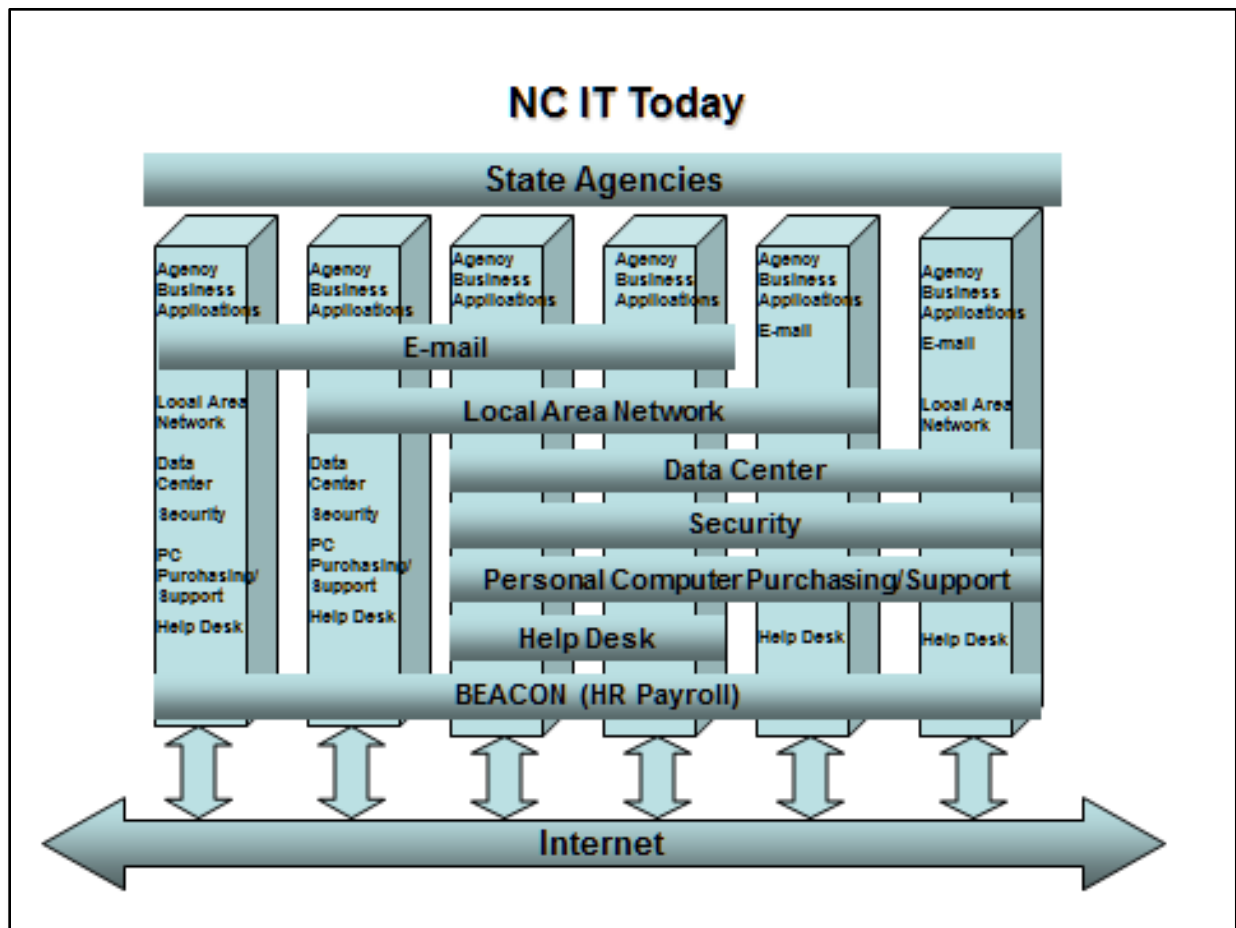 NC IT Today
State Agencies
Agency
Business
Applications
Local Area
Network
Data
Center
Security
PC
Purchasing/
Support
Help Desk
Agency
Business
Applications
Data
Center
Security
PC
Purchasing/
Support
Help Desk
Agency
Business
Applications
Agency
Business
Applications
Agency
Business
Applications
E-mail
Help Desk
Agency
Business
Applications
E-mail
Local Area
Network
Help Desk
E-mail
Local Area Network
Data Center
Security
Personal Computer Purchasing/Support
Help Desk
BEACON (HR Payroll)
Internet